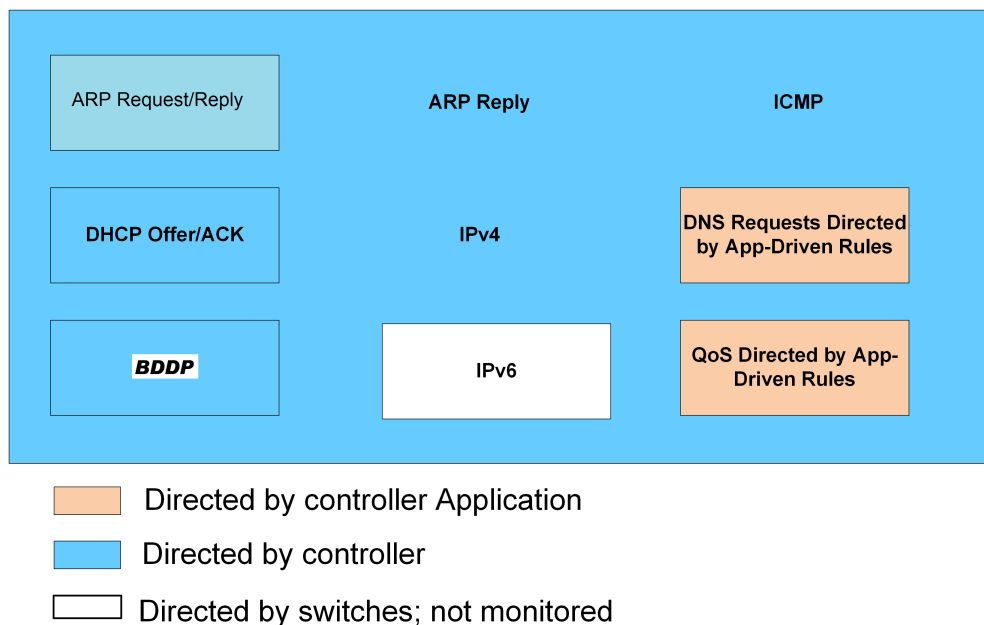 ARP Request/Reply
ARP Reply
ICMP
DHCP Offer/ACK
IPv4
DNS Requests Directed
by App-Driven Rules
BDDP
IPv6
QoS Directed by App-
Driven Rules
Directed by controller Application
Directed by controller
Directed by switches; not monitored